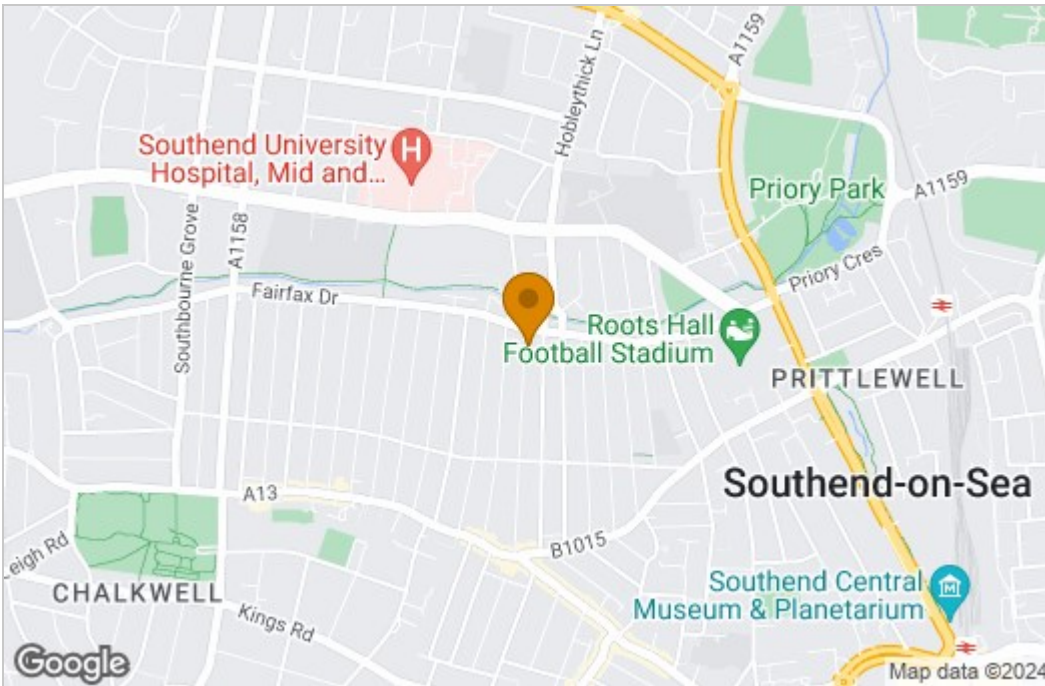 A1159
Hobleythick Ln
Southend University
Hospital, Mid and...
H
Priory Park
A1159
Southbourne Grove
A1158
Priory Cres
Fairfax Dr
Roots Hall
Football Stadium
PRITTLEWELL
Southend-on-Sea
A13
B1015
Leigh Rd
CHALKWELL
Kings Rd
Southend Central
Museum & Planetarium
M
Google
Map data ©2024